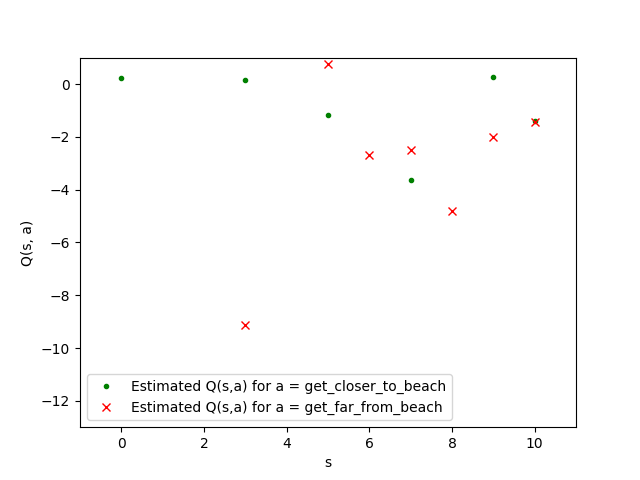 0
−2
−4
−6
−8
−10
−12
Q(s, a)
Estimated Q(s,a) for a = get_closer_to_beach
Estimated Q(s,a) for a = get_far_from_beach
0 2 4 6 8 10
s